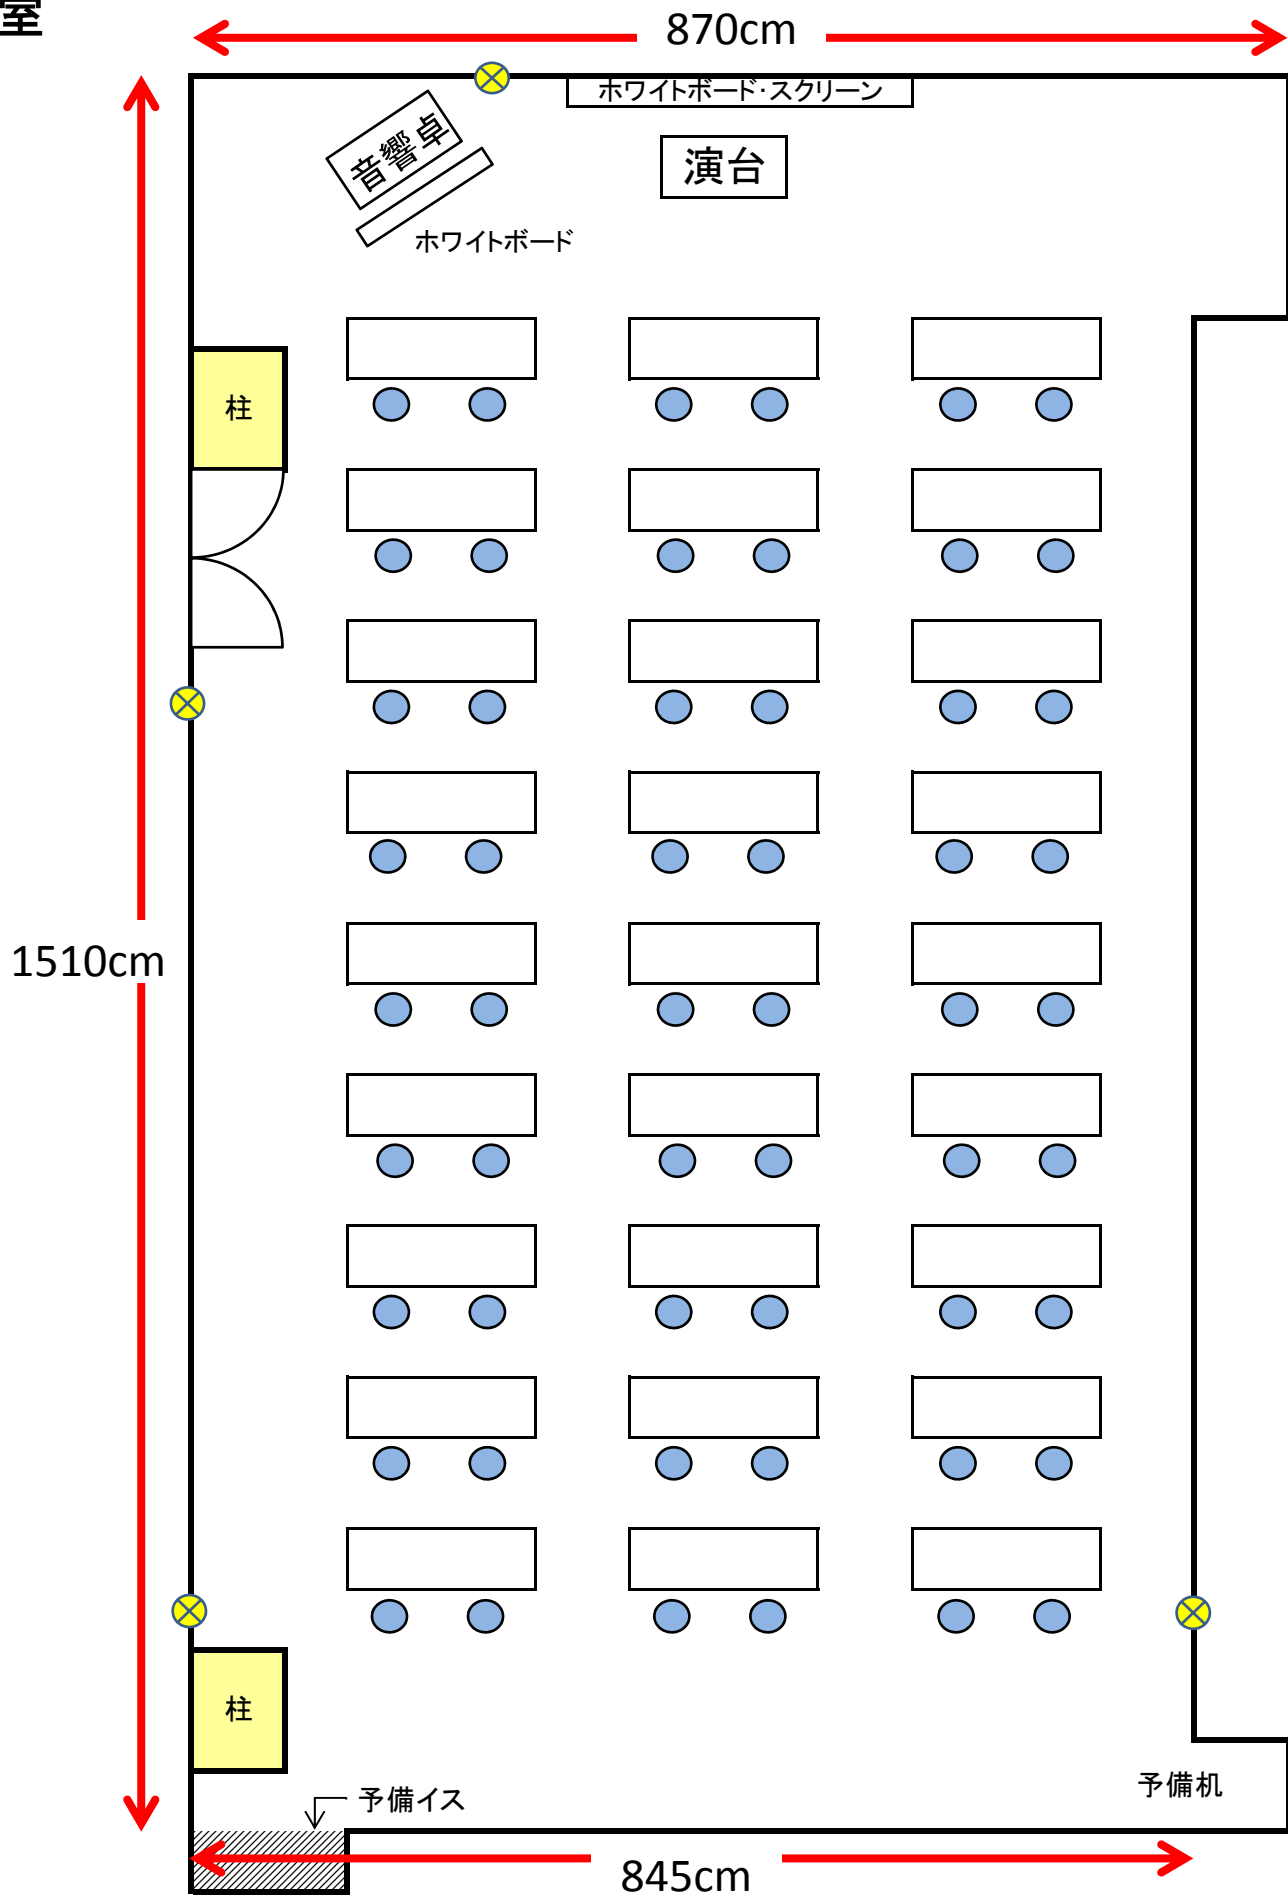 室
870cm
ホワイトボード・スクリーン
音響卓
演台
ホワイトボード
柱
1510cm
柱
予備イス
予備机
845cm